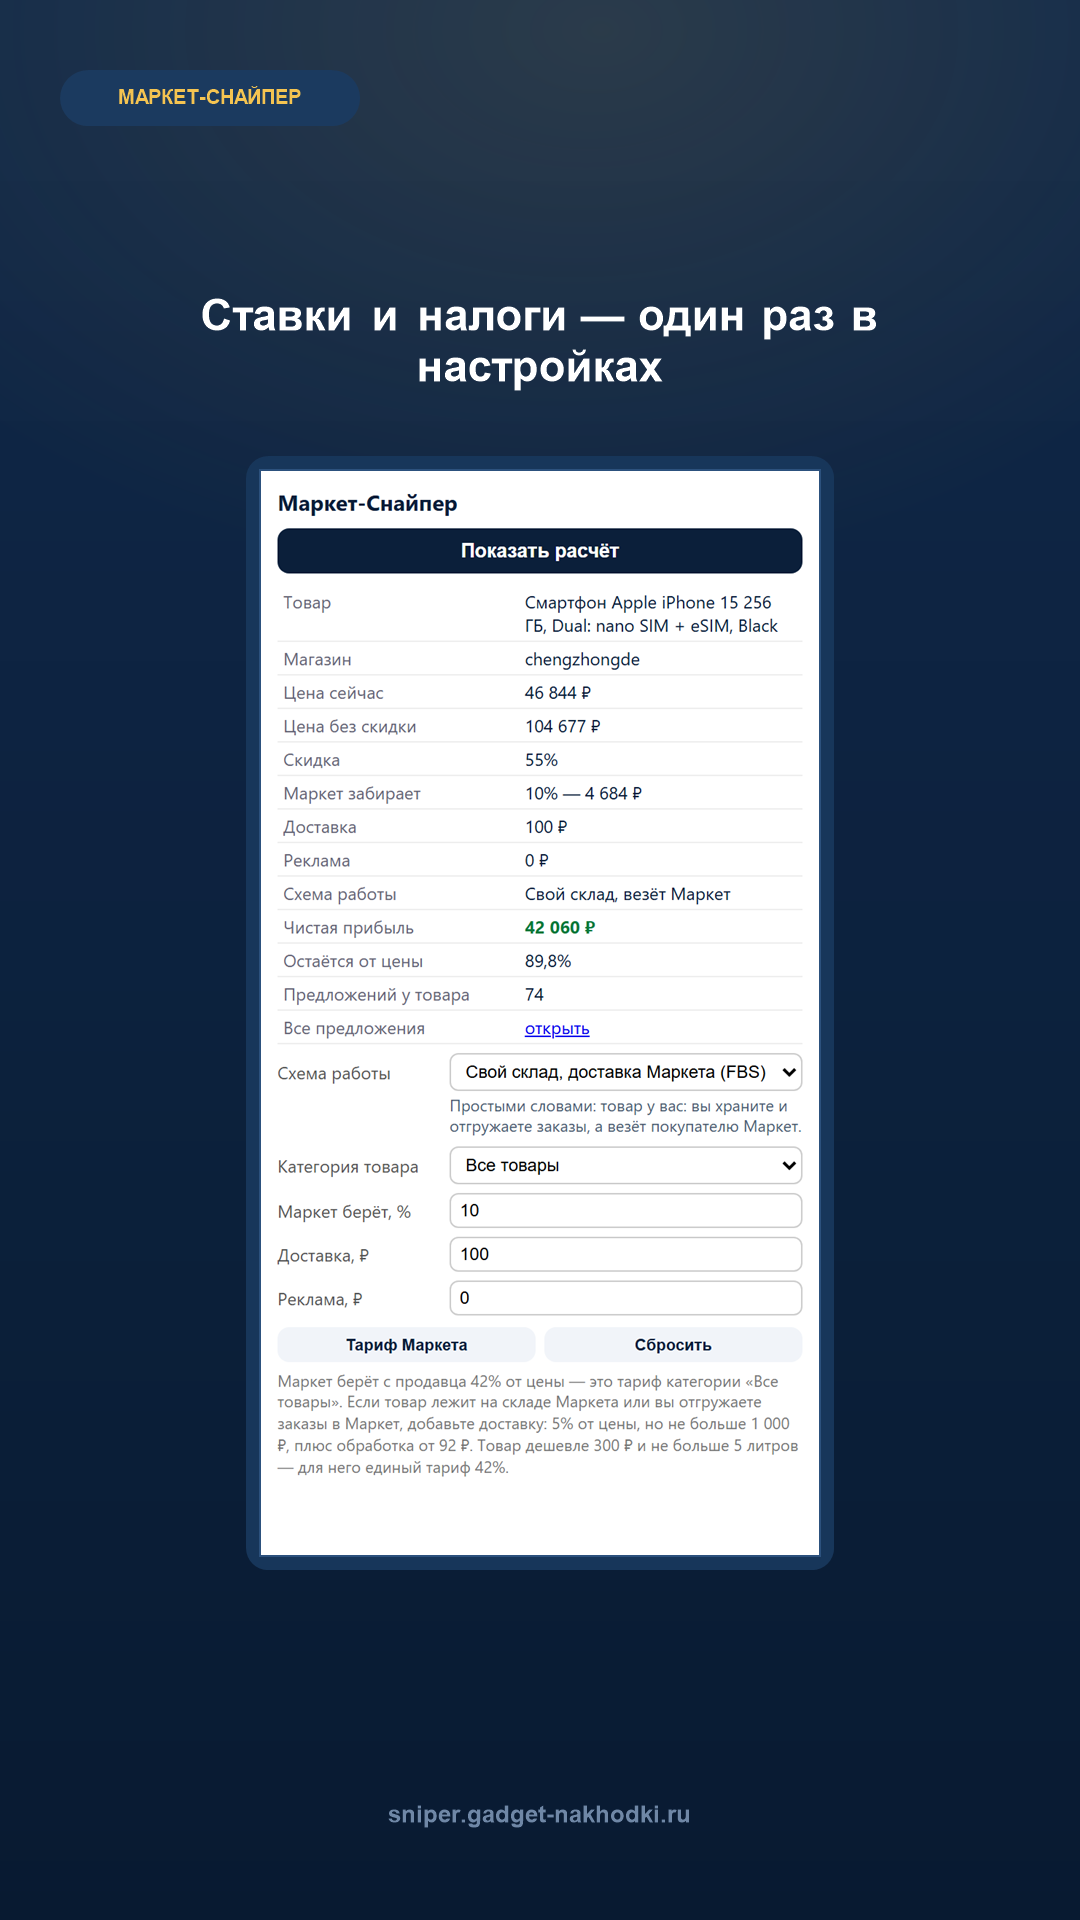 МАРКЕТ-СНАЙПЕР
Ставки и налоги — один раз в
настройках
Маркет-Снайпер
Показать расчёт
Товар Смартфон Apple iPhone 15 256
ГБ, Dual: nano SIM + eSIM, Black
Магазин chengzhongde
Цена сейчас 46 844 ₽
Цена без скидки 104 677 ₽
Скидка 55%
Маркет забирает 10% — 4 684 ₽
Доставка 100 ₽
Реклама 0 ₽
Схема работы Свой склад, везёт Маркет
Чистая прибыль 42 060 ₽
Остаётся от цены 89,8%
Предложений у товара 74
Все предложения открыть
Схема работы Свой склад, доставка Маркета (FBS)
Простыми словами: товар у вас: вы храните и
отгружаете заказы, а везёт покупателю Маркет.
Категория товара Все товары
Маркет берёт, % 10
Доставка, ₽ 100
Реклама, ₽ 0
Тариф Маркета Сбросить
Маркет берёт с продавца 42% от цены — это тариф категории «Все
товары». Если товар лежит на складе Маркета или вы отгружаете
заказы в Маркет, добавьте доставку: 5% от цены, но не больше 1 000
₽, плюс обработка от 92 ₽. Товар дешевле 300 ₽ и не больше 5 литров
— для него единый тариф 42%.
sniper.gadget-nakhodki.ru